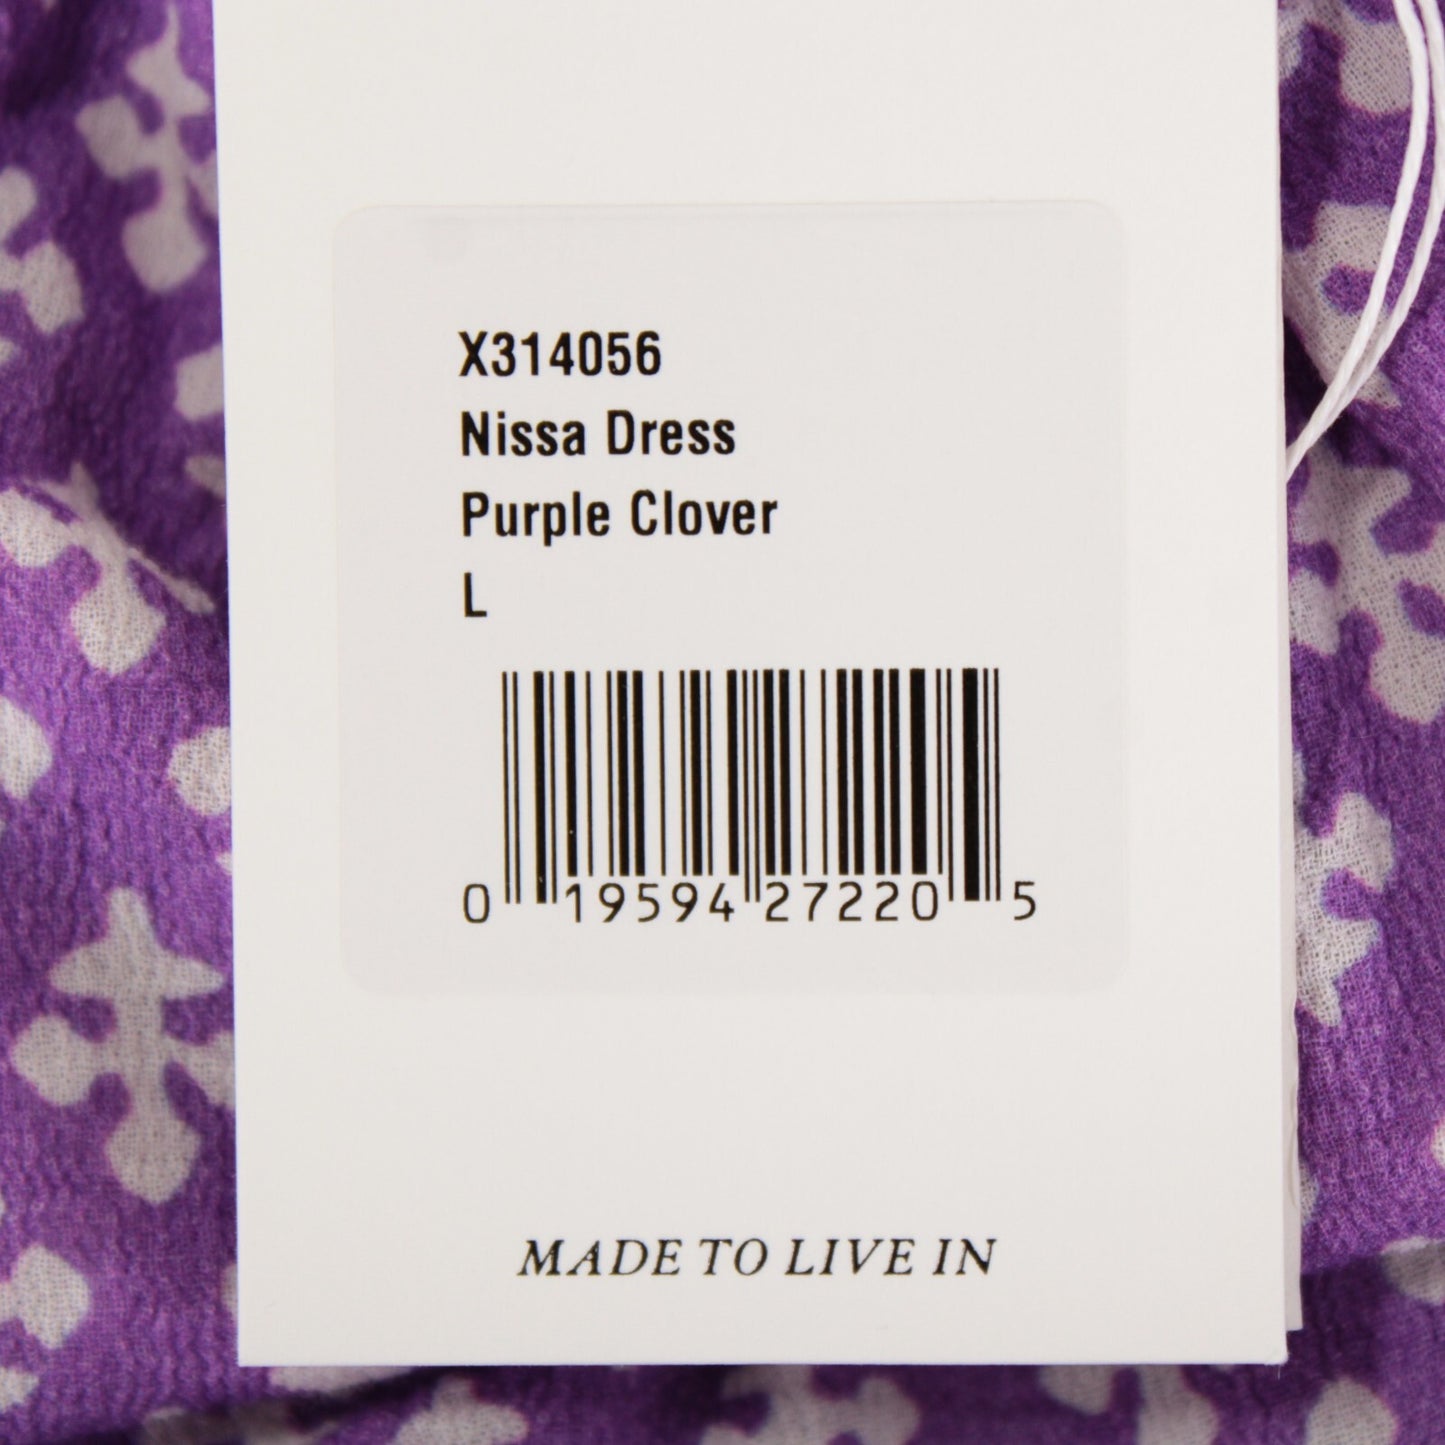 X314056
Nissa Dress
Purple Clover
L
0 19594 27220 5
MADE TO LIVE IN